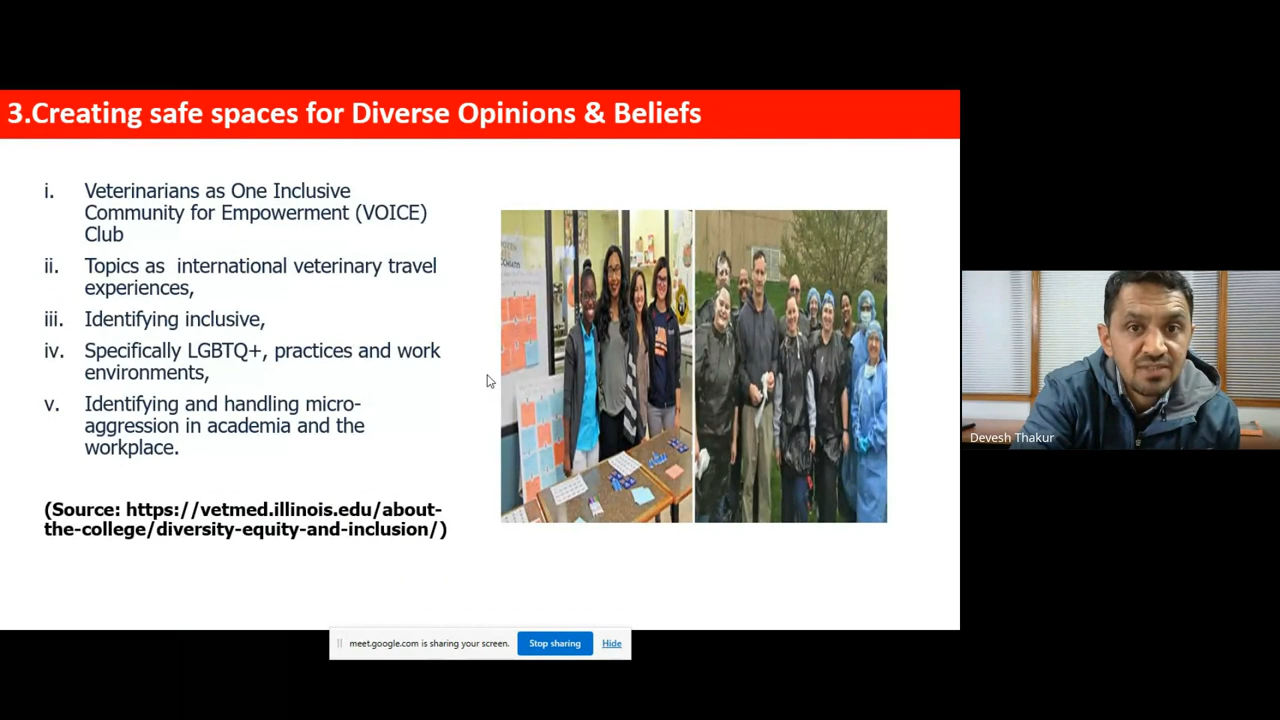 3.Creating safe spaces for Diverse Opinions & Beliefs
i. Veterinarians as One Inclusive
Community for Empowerment (VOICE)
Club
ii. Topics as international veterinary travel
experiences,
iii. Identifying inclusive,
iv. Specifically LGBTQ+, practices and work
environments,
v. Identifying and handling micro-
aggression in academia and the
workplace.
(Source: https://vetmed.illinois.edu/about-
the-college/diversity-equity-and-inclusion/)
Devesh Thakur
meet.google.com is sharing your screen. Stop sharing Hide